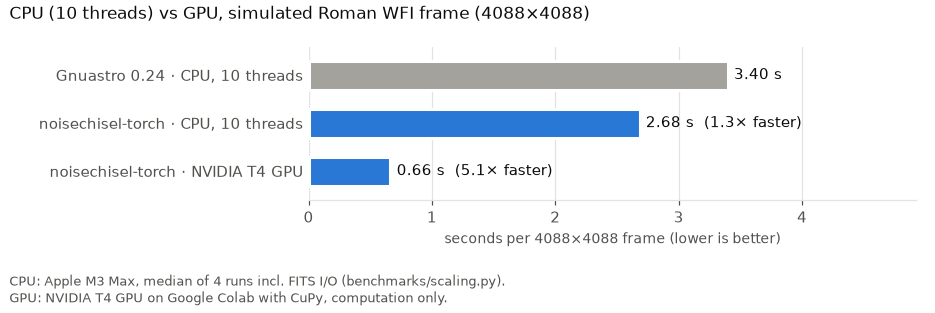 CPU (10 threads) vs GPU, simulated Roman WFI frame (4088×4088)
Gnuastro 0.24 · CPU, 10 threads
3.40 s
noisechisel-torch · CPU, 10 threads
2.68 s (1.3× faster)
noisechisel-torch · NVIDIA T4 GPU
0.66 s (5.1× faster)
0 1 2 3 4
seconds per 4088×4088 frame (lower is better)
CPU: Apple M3 Max, median of 4 runs incl. FITS I/O (benchmarks/scaling.py).
GPU: NVIDIA T4 GPU on Google Colab with CuPy, computation only.